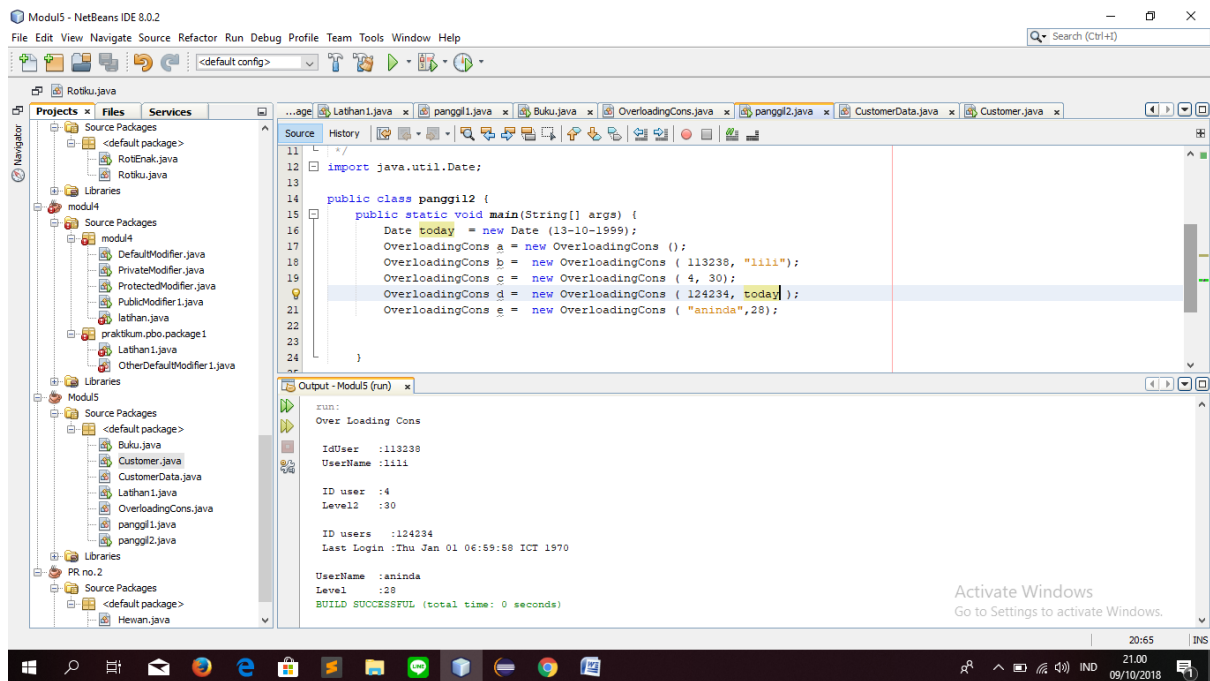 Modul5 - NetBeans IDE 8.0.2
File Edit View Navigate Source Refactor Run Debug Profile Team Tools Window Help
Search (Ctrl+I)
<default config>
Rotiku.java
Projects x Files Services
...age Latihan1.java x panggil1.java x Buku.java x OverloadingCons.java x panggil2.java x CustomerData.java x Customer.java x
Navigator
Source History
Source Packages
<default package>
RotiEnak.java
Rotiku.java
Libraries
modul4
Source Packages
modul4
DefaultModifier.java
PrivateModifier.java
ProtectedModifier.java
PublicModifier1.java
latihan.java
praktikum.pbo.package1
Latihan1.java
OtherDefaultModifier1.java
Libraries
Modul5
Source Packages
<default package>
Buku.java
Customer.java
CustomerData.java
Latihan1.java
OverloadingCons.java
panggil1.java
panggil2.java
Libraries
PR no.2
Source Packages
<default package>
Hewan.java
11 */
12 import java.util.Date;
13
14 public class panggil2 {
15 public static void main(String[] args) {
16 Date today = new Date (13-10-1999);
17 OverloadingCons a = new OverloadingCons ();
18 OverloadingCons b = new OverloadingCons ( 113238, "lili");
19 OverloadingCons c = new OverloadingCons ( 4, 30);
OverloadingCons d = new OverloadingCons ( 124234, today );
21 OverloadingCons e = new OverloadingCons ( "aninda",28);
22
23
24 }
Output - Modul5 (run) x
run:
Over Loading Cons
IdUser :113238
UserName :lili
ID user :4
Level2 :30
ID users :124234
Last Login :Thu Jan 01 06:59:58 ICT 1970
UserName :aninda
Level :28
BUILD SUCCESSFUL (total time: 0 seconds)
Activate Windows
Go to Settings to activate Windows.
20:65 INS
IND
21.00
09/10/2018